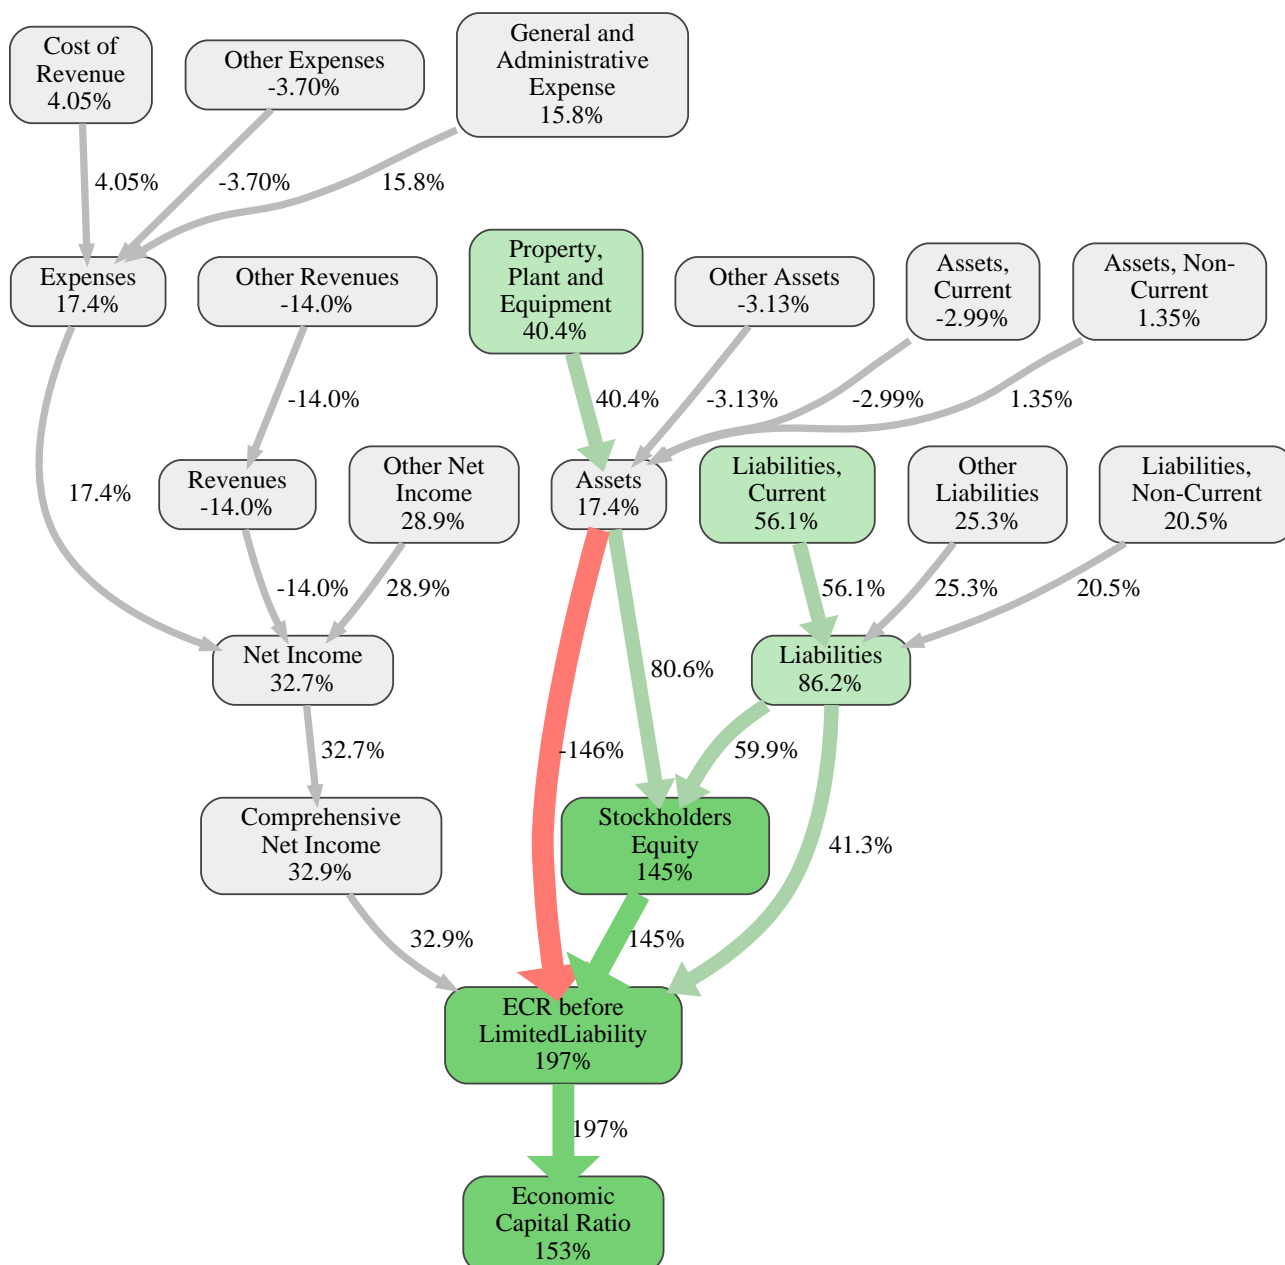 Cost of
Revenue
4.05%
Other Expenses
-3.70%
General and
Administrative
Expense
15.8%
4.05%
-3.70%
15.8%
Expenses
17.4%
Other Revenues
-14.0%
Property,
Plant and
Equipment
40.4%
Other Assets
-3.13%
Assets,
Current
-2.99%
Assets, Non-
Current
1.35%
-14.0%
40.4%
-3.13%
-2.99%
1.35%
17.4%
Revenues
-14.0%
Other Net
Income
28.9%
Assets
17.4%
Liabilities,
Current
56.1%
Other
Liabilities
25.3%
Liabilities,
Non-Current
20.5%
-14.0%
28.9%
56.1%
25.3%
20.5%
Net Income
32.7%
80.6%
Liabilities
86.2%
32.7%
-146%
59.9%
Comprehensive
Net Income
32.9%
Stockholders
Equity
145%
41.3%
32.9%
145%
ECR before
LimitedLiability
197%
197%
Economic
Capital Ratio
153%